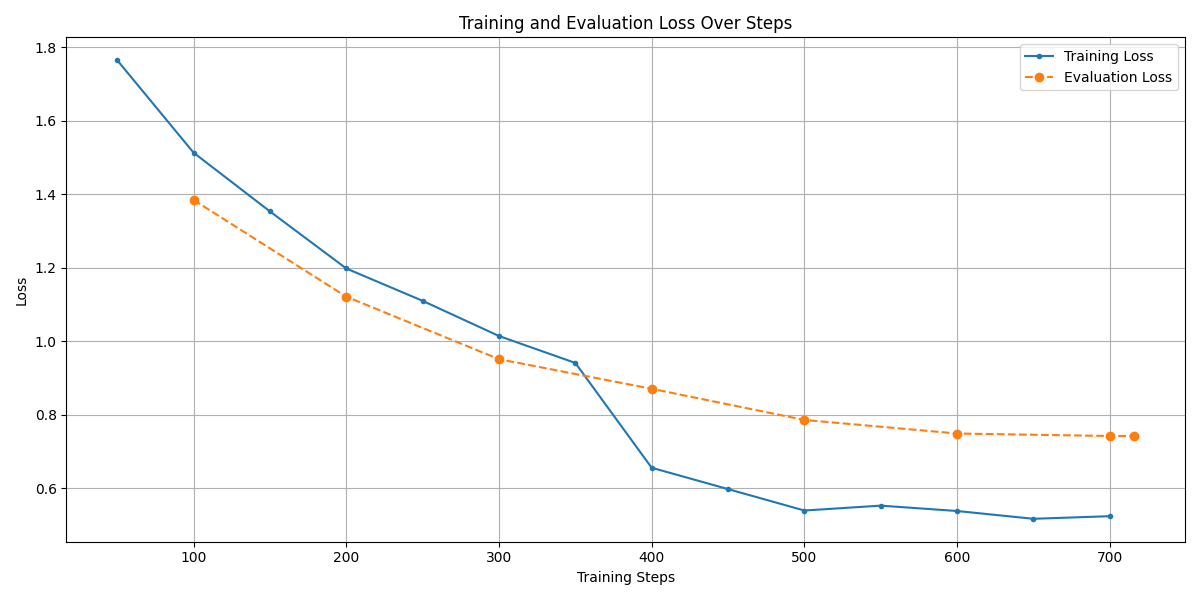 Training and Evaluation Loss Over Steps
Training Loss
Evaluation Loss
Loss
1.8
1.6
1.4
1.2
1.0
0.8
0.6
100 200 300 400 500 600 700
Training Steps